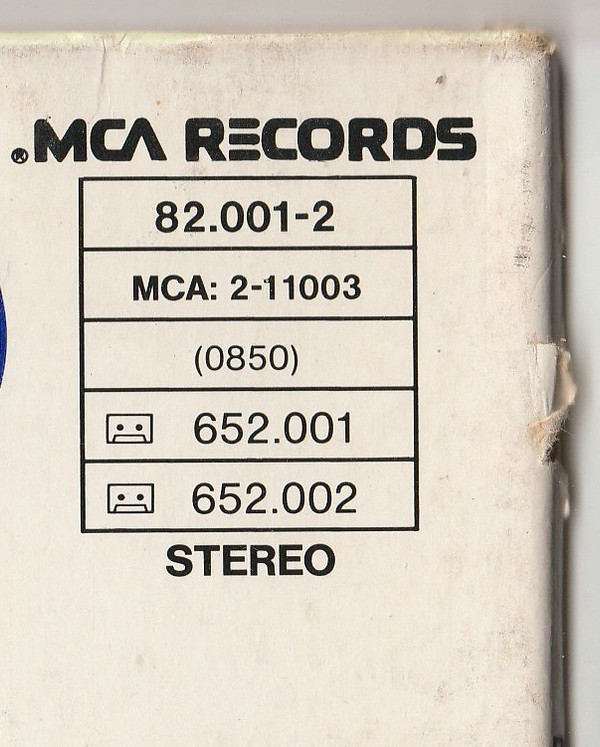 ®.MCA RECORDS
82.001-2
MCA: 2-11003
(0850)
652.001
652.002
STEREO